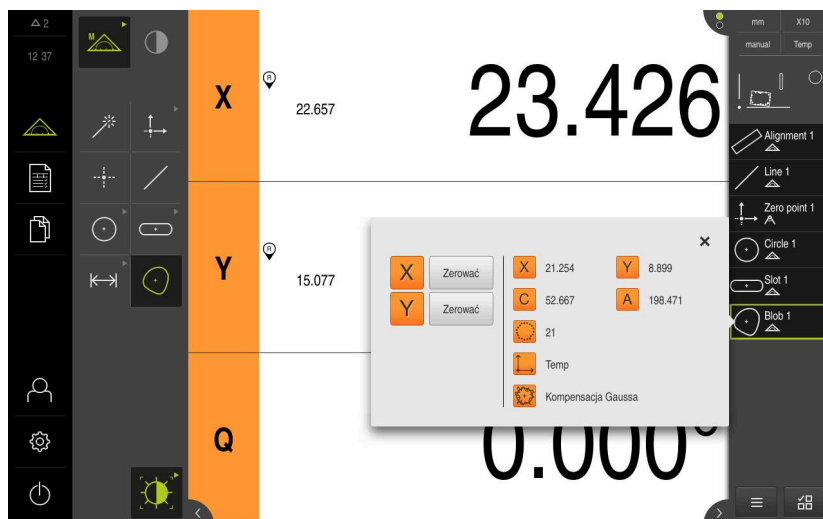 2
12 37
M
X
R
22.657
23.426
Y
R
15.077
Q
0.000°
X Zerować
Y Zerować
X 21.254 Y 8.899
C 52.667 A 198.471
21
Temp
Kompensacja Gaussa
mm X10
manual Temp
Alignment 1
Line 1
Zero point 1
Circle 1
Slot 1
Blob 1